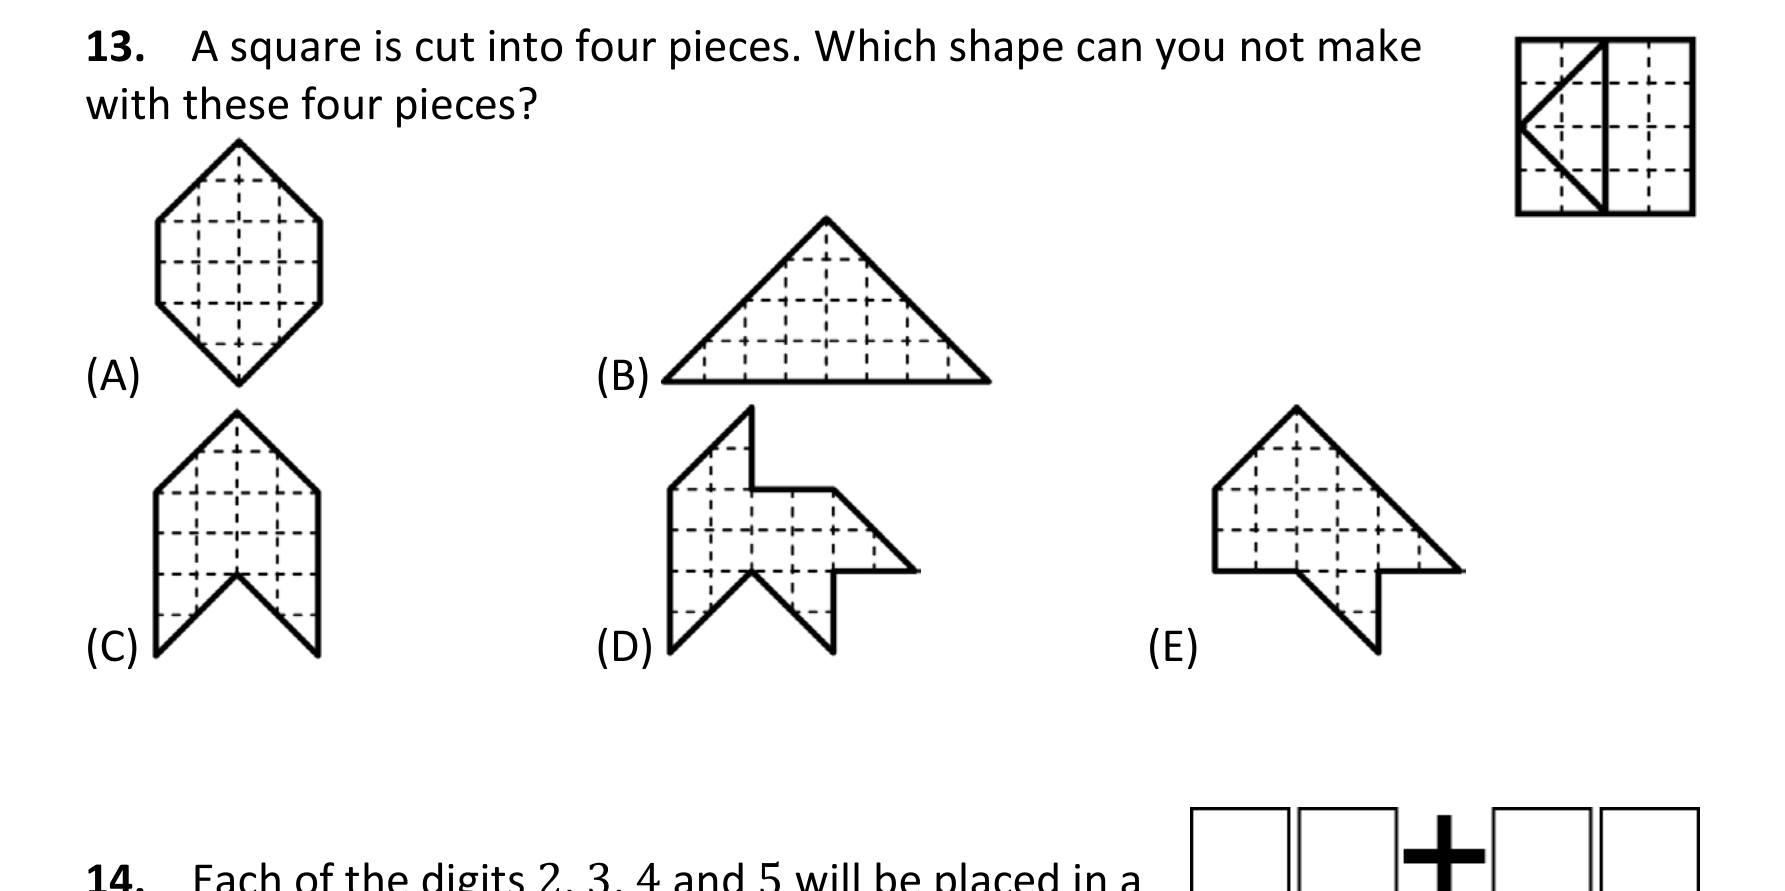 13. A square is cut into four pieces. Which shape can you not make
with these four pieces?
(A)
(B)
(C)
(D)
(E)
+
14. Each of the digits 2, 3, 4 and 5 will be placed in a